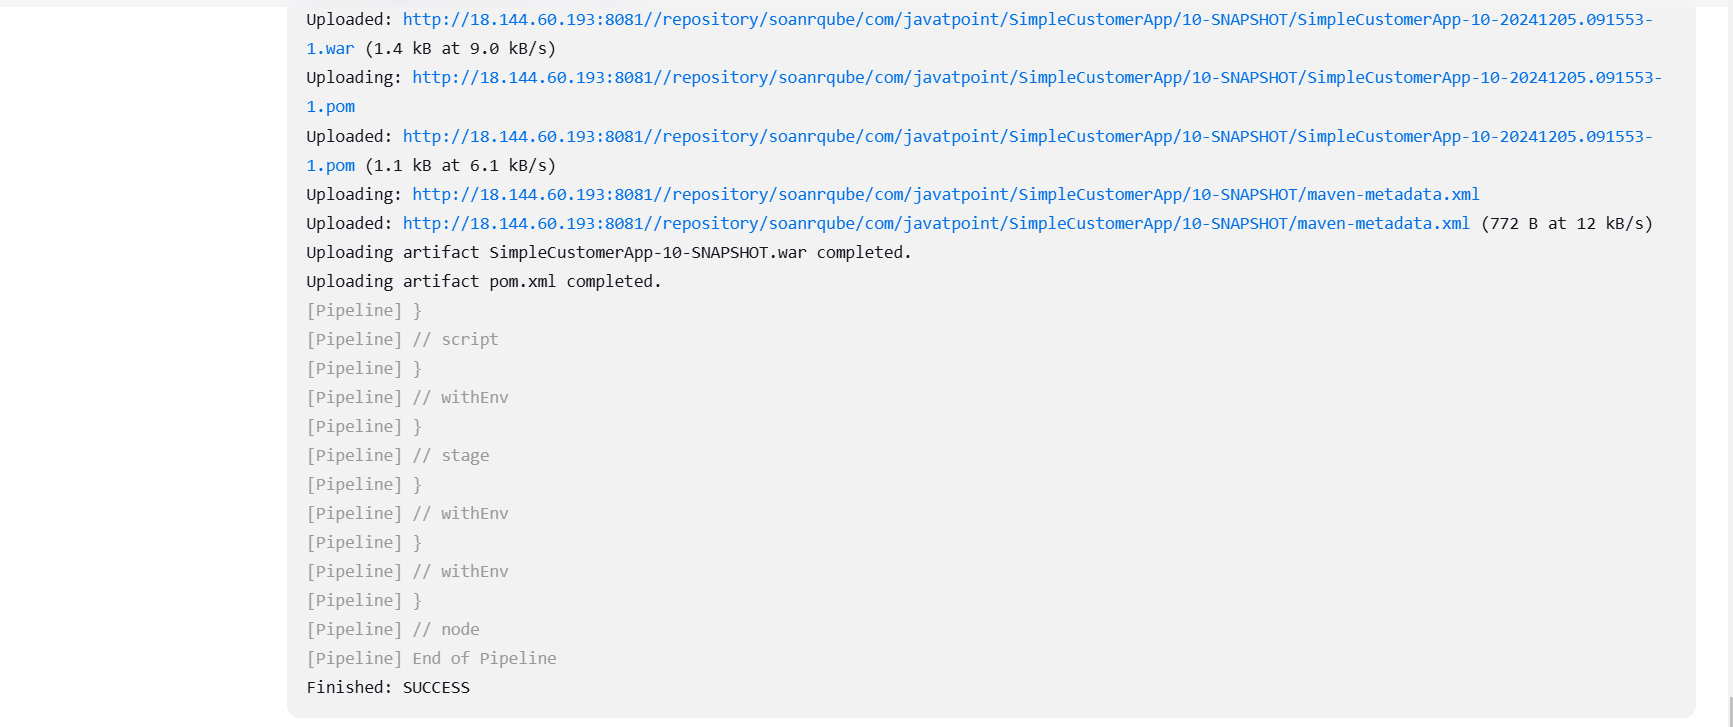 Uploaded: http://18.144.60.193:8081//repository/soanrqube/com/javatpoint/SimpleCustomerApp/10-SNAPSHOT/SimpleCustomerApp-10-20241205.091553-
1.war (1.4 kB at 9.0 kB/s)
Uploading: http://18.144.60.193:8081//repository/soanrqube/com/javatpoint/SimpleCustomerApp/10-SNAPSHOT/SimpleCustomerApp-10-20241205.091553-
1.pom
Uploaded: http://18.144.60.193:8081//repository/soanrqube/com/javatpoint/SimpleCustomerApp/10-SNAPSHOT/SimpleCustomerApp-10-20241205.091553-
1.pom (1.1 kB at 6.1 kB/s)
Uploading: http://18.144.60.193:8081//repository/soanrqube/com/javatpoint/SimpleCustomerApp/10-SNAPSHOT/maven-metadata.xml
Uploaded: http://18.144.60.193:8081//repository/soanrqube/com/javatpoint/SimpleCustomerApp/10-SNAPSHOT/maven-metadata.xml (772 B at 12 kB/s)
Uploading artifact SimpleCustomerApp-10-SNAPSHOT.war completed.
Uploading artifact pom.xml completed.
[Pipeline] }
[Pipeline] // script
[Pipeline] }
[Pipeline] // withEnv
[Pipeline] }
[Pipeline] // stage
[Pipeline] }
[Pipeline] // withEnv
[Pipeline] }
[Pipeline] // withEnv
[Pipeline] }
[Pipeline] // node
[Pipeline] End of Pipeline
Finished: SUCCESS